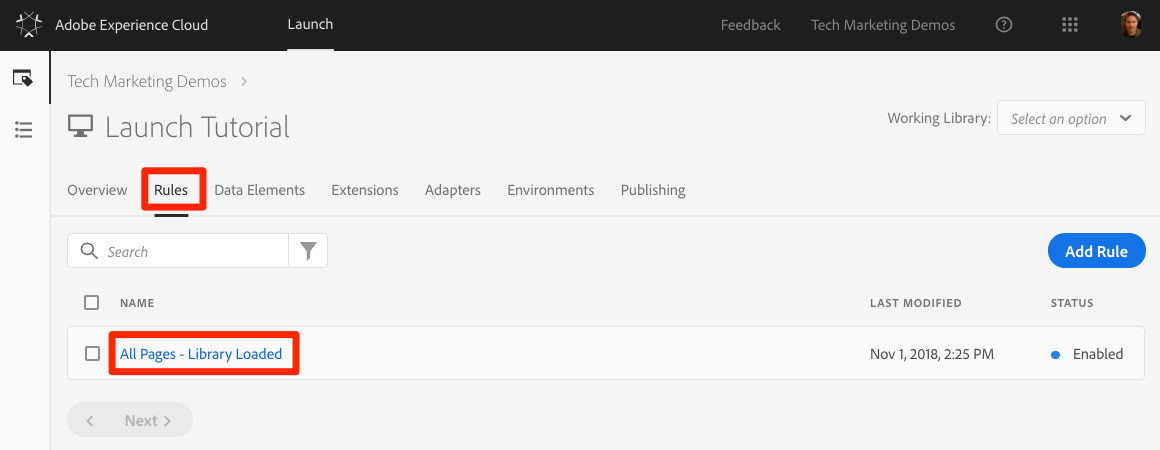 Adobe Experience Cloud Launch Feedback Tech Marketing Demos ?
Tech Marketing Demos >
Launch Tutorial
Working Library: Select an option
Overview Rules Data Elements Extensions Adapters Environments Publishing
Search
Add Rule
NAME LAST MODIFIED STATUS
All Pages - Library Loaded Nov 1, 2018, 2:25 PM Enabled
< Next >